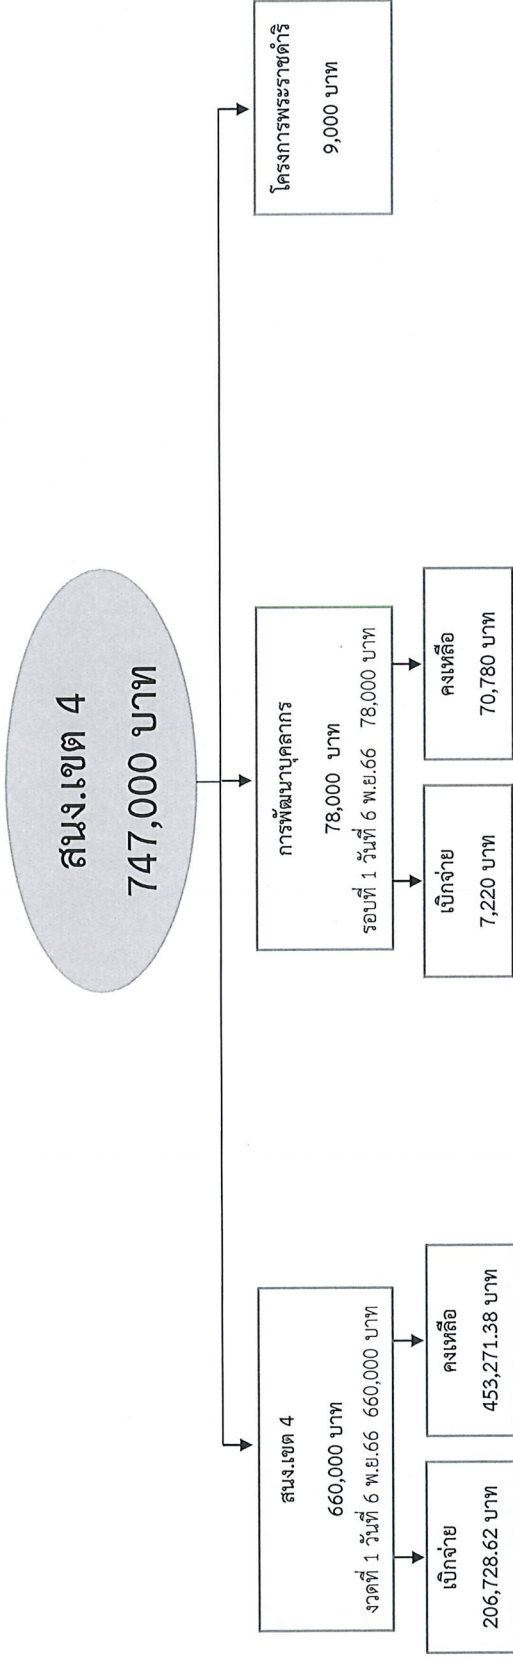 สนง.เขต 4
747,000 บาท
สนง.เขต 4
660,000 บาท
งวดที่ 1 วันที่ 6 พ.ย.66 660,000 บาท
เบิกจ่าย
206,728.62 บาท
คงเหลือ
453,271.38 บาท
การพัฒนาบุคลากร
78,000 บาท
รอบที่ 1 วันที่ 6 พ.ย.66 78,000 บาท
เบิกจ่าย
7,220 บาท
คงเหลือ
70,780 บาท
โครงการพระราชดำริ
9,000 บาท